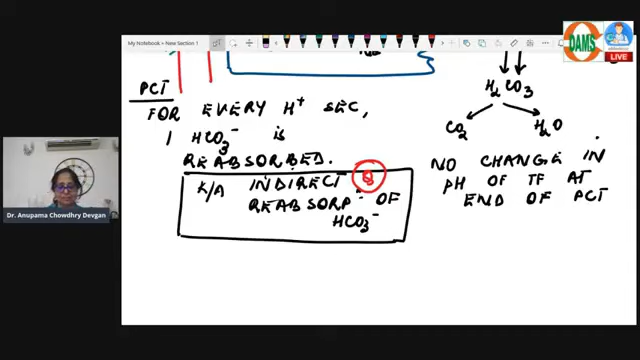 My Notebook > New Section 1
DAMS
LIVE
PCT
FOR EVERY H+ SEC,
1 HCO3- is
REABSORBED.
K/A INDIRECT
REABSORPn OF
HCO3-
H2CO3
CO2 H2O
NO CHANGE IN
PH OF TF AT
END OF PCT
Dr. Anupama Chowdhry Devgan